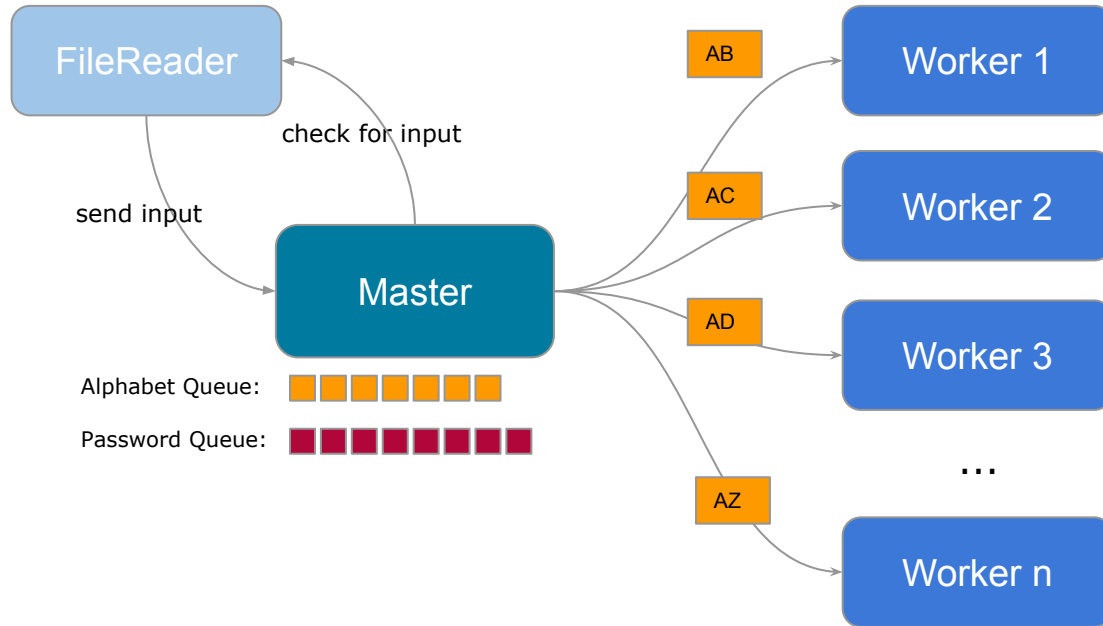 FileReader
check for input
send input
Master
Alphabet Queue:
Password Queue:
AB
Worker 1
AC
Worker 2
AD
Worker 3
...
AZ
Worker n